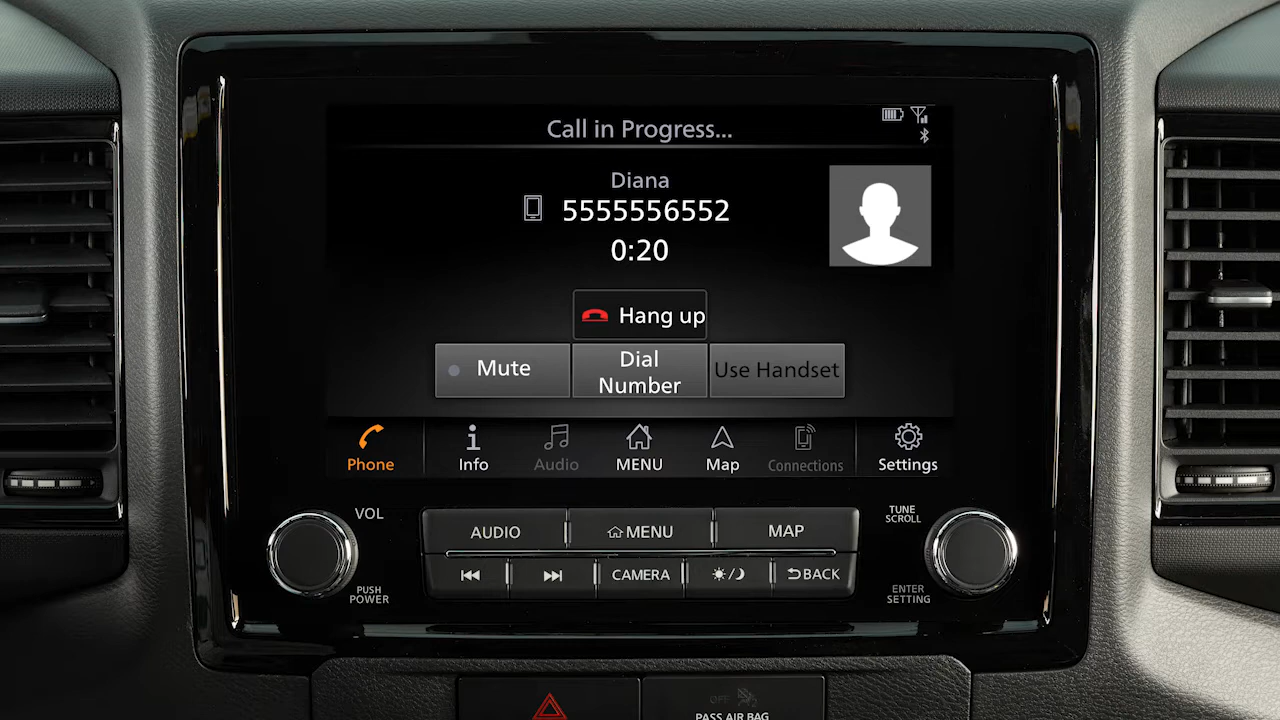 Call in Progress...
Diana
5555556552
0:20
Hang up
Mute
Dial
Number
Use Handset
Phone
Info
Audio
MENU
Map
Connections
Settings
VOL
TUNE
SCROLL
AUDIO
MENU
MAP
CAMERA
BACK
PUSH
POWER
ENTER
SETTING
OFF
PASS AIR BAG